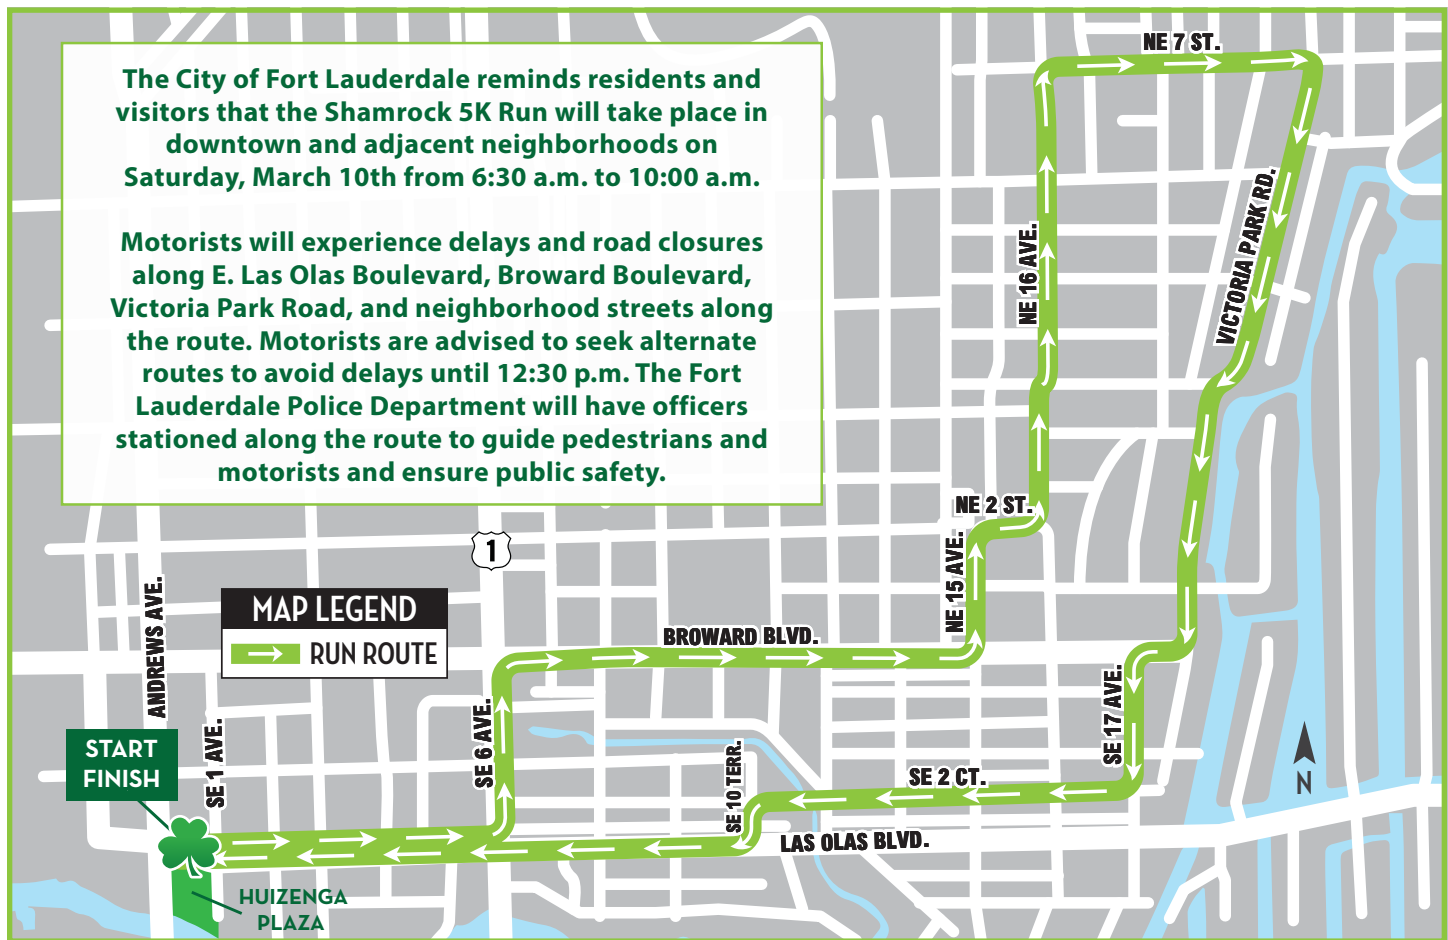 The City of Fort Lauderdale reminds residents and
visitors that the Shamrock 5K Run will take place in
downtown and adjacent neighborhoods on
Saturday, March 10th from 6:30 a.m. to 10:00 a.m.
Motorists will experience delays and road closures
along E. Las Olas Boulevard, Broward Boulevard,
Victoria Park Road, and neighborhood streets along
the route. Motorists are advised to seek alternate
routes to avoid delays until 12:30 p.m. The Fort
Lauderdale Police Department will have officers
stationed along the route to guide pedestrians and
motorists and ensure public safety.
NE 7 ST.
VICTORIA PARK RD.
NE 16 AVE.
NE 2 ST.
NE 15 AVE.
1
MAP LEGEND
RUN ROUTE
ANDREWS AVE.
BROWARD BLVD.
SE 17 AVE.
SE 6 AVE.
SE 1 AVE.
START
FINISH
SE 10 TERR.
SE 2 CT.
N
LAS OLAS BLVD.
HUIZENGA
PLAZA